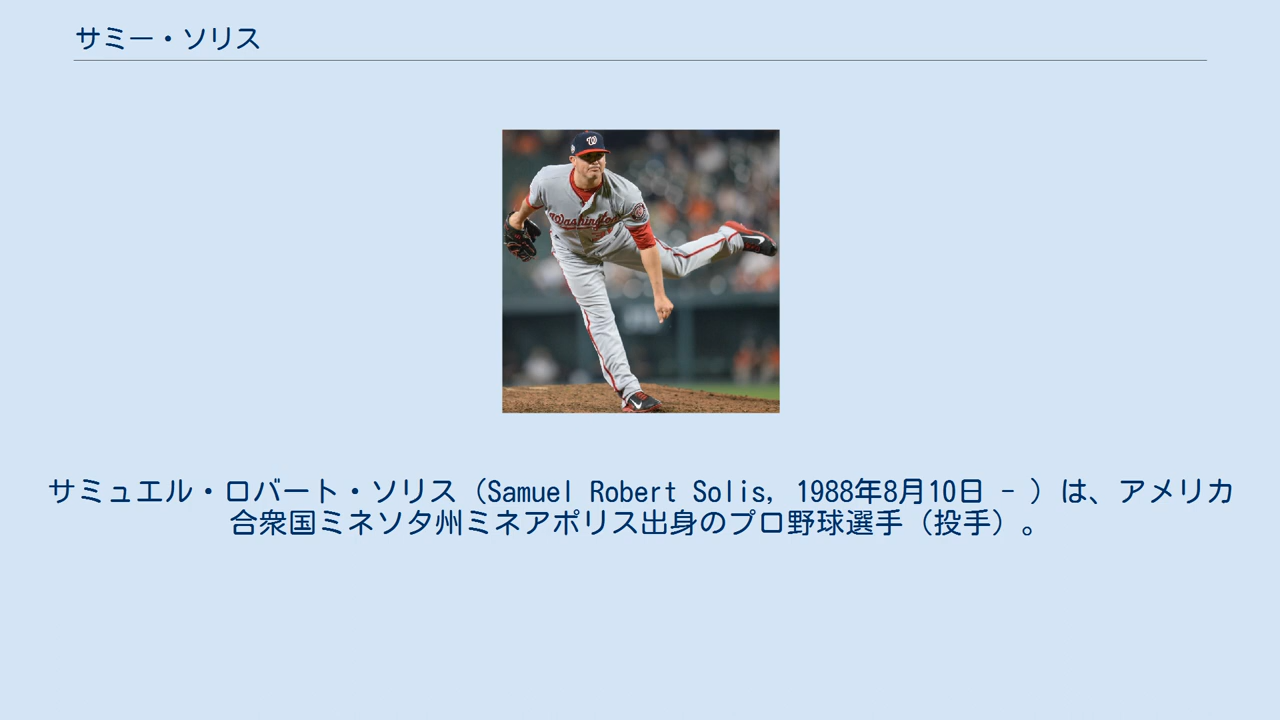 サミー・ソリス
Washington
サミュエル・ロバート・ソリス（Samuel Robert Solis, 1988年8月10日 - ）は、アメリカ
合衆国ミネソタ州ミネアポリス出身のプロ野球選手（投手）。